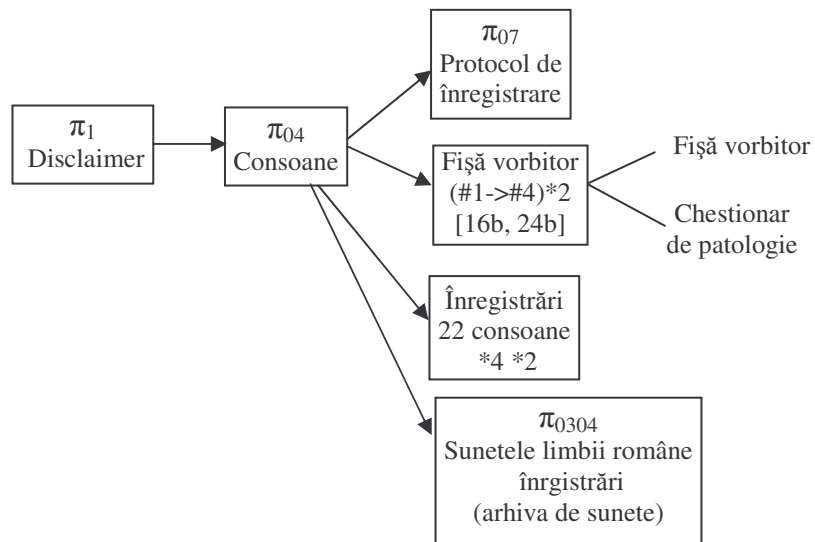 π1
Disclaimer
π04
Consoane
π07
Protocol de
înregistrare
Fişă vorbitor
(#1->#4)*2
[16b, 24b]
Fişă vorbitor
Chestionar
de patologie
Înregistrări
22 consoane
*4 *2
π0304
Sunetele limbii române
înrgistrări
(arhiva de sunete)